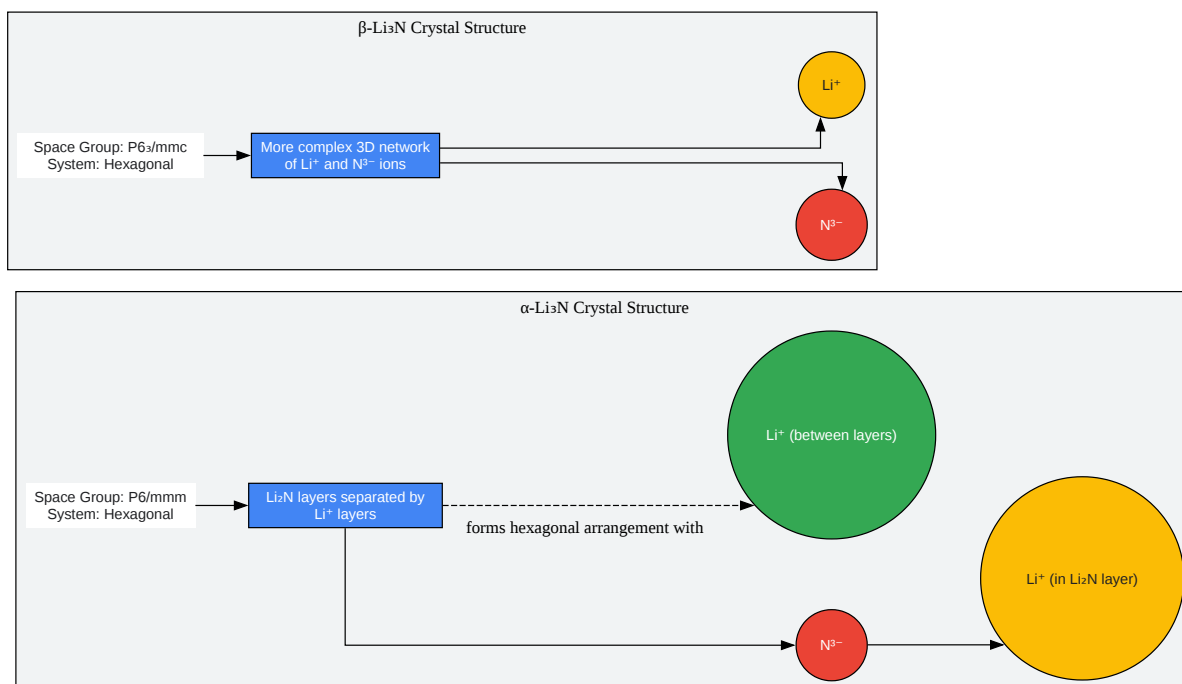 β-Li₃N Crystal Structure
Li⁺
Space Group: P6₃/mmc
System: Hexagonal
More complex 3D network
of Li⁺ and N³⁻ ions
N³⁻
α-Li₃N Crystal Structure
Li⁺ (between layers)
Space Group: P6/mmm
System: Hexagonal
Li₂N layers separated by
Li⁺ layers
forms hexagonal arrangement with
Li⁺ (in Li₂N layer)
N³⁻